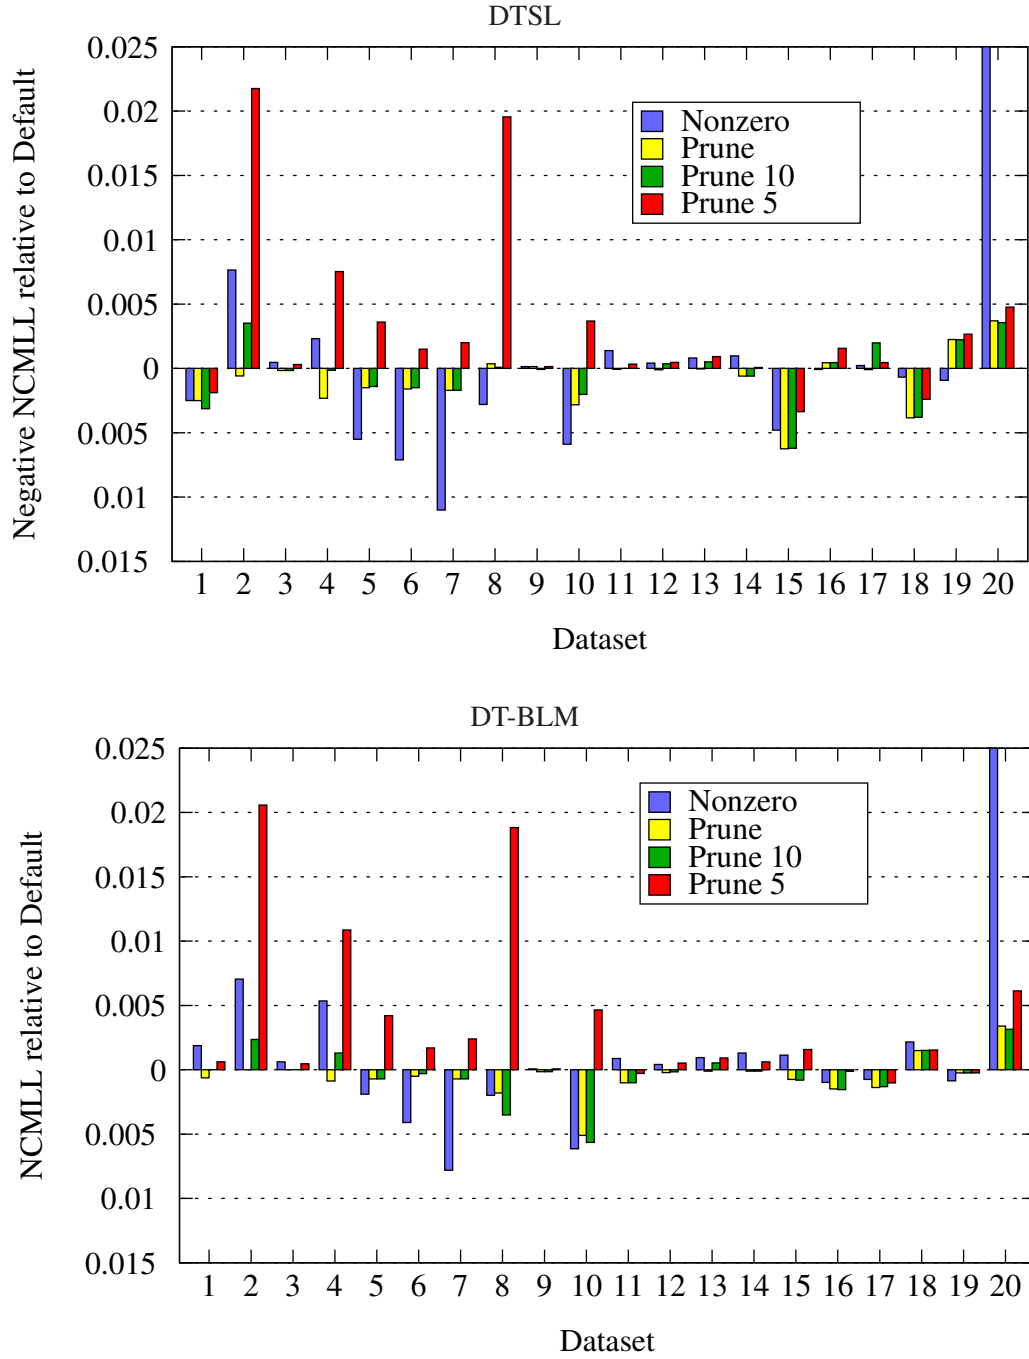 DTSL
Negative NCMLL relative to Default
0.025
0.02
0.015
0.01
0.005
0
0.005
0.01
0.015
Nonzero
Prune
Prune 10
Prune 5
1 2 3 4 5 6 7 8 9 10 11 12 13 14 15 16 17 18 19 20
Dataset
DT-BLM
NCMLL relative to Default
0.025
0.02
0.015
0.01
0.005
0
0.005
0.01
0.015
Nonzero
Prune
Prune 10
Prune 5
1 2 3 4 5 6 7 8 9 10 11 12 13 14 15 16 17 18 19 20
Dataset